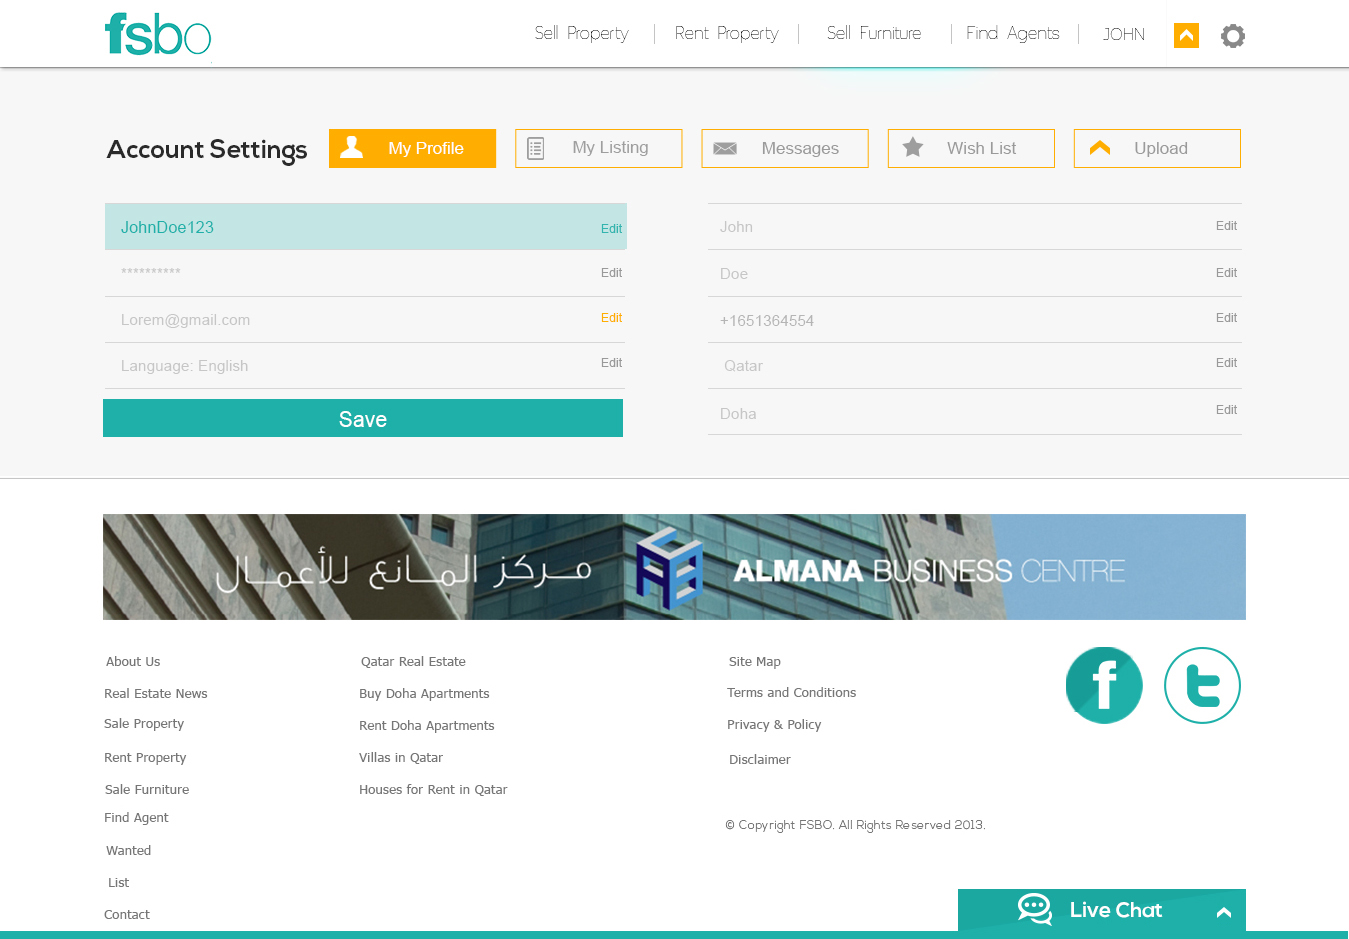 fsbo
Sell Property
Rent Property
Sell Furniture
Find Agents
JOHN
Account Settings
My Profile
My Listing
Messages
Wish List
Upload
JohnDoe123 Edit
********** Edit
Lorem@gmail.com Edit
Language: English Edit
Save
John Edit
Doe Edit
+1651364554 Edit
Qatar Edit
Doha Edit
مركز المانع للأعمال
ALMANA BUSINESS CENTRE
About Us
Real Estate News
Sale Property
Rent Property
Sale Furniture
Find Agent
Wanted
List
Contact
Qatar Real Estate
Buy Doha Apartments
Rent Doha Apartments
Villas in Qatar
Houses for Rent in Qatar
Site Map
Terms and Conditions
Privacy & Policy
Disclaimer
© Copyright FSBO. All Rights Reserved 2013.
Live Chat